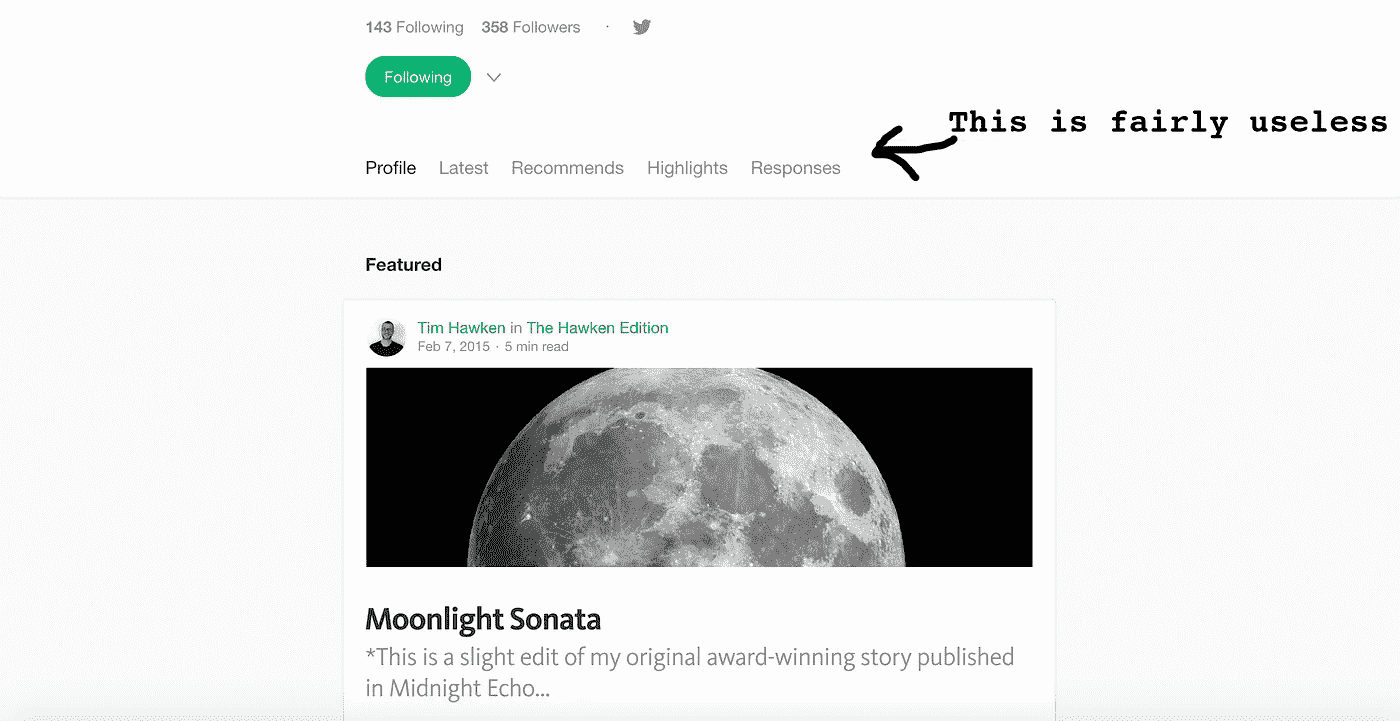 143 Following 358 Followers ·
Following
This is fairly useless
Profile Latest Recommends Highlights Responses
Featured
Tim Hawken in The Hawken Edition
Feb 7, 2015 · 5 min read
Moonlight Sonata
*This is a slight edit of my original award-winning story published
in Midnight Echo...